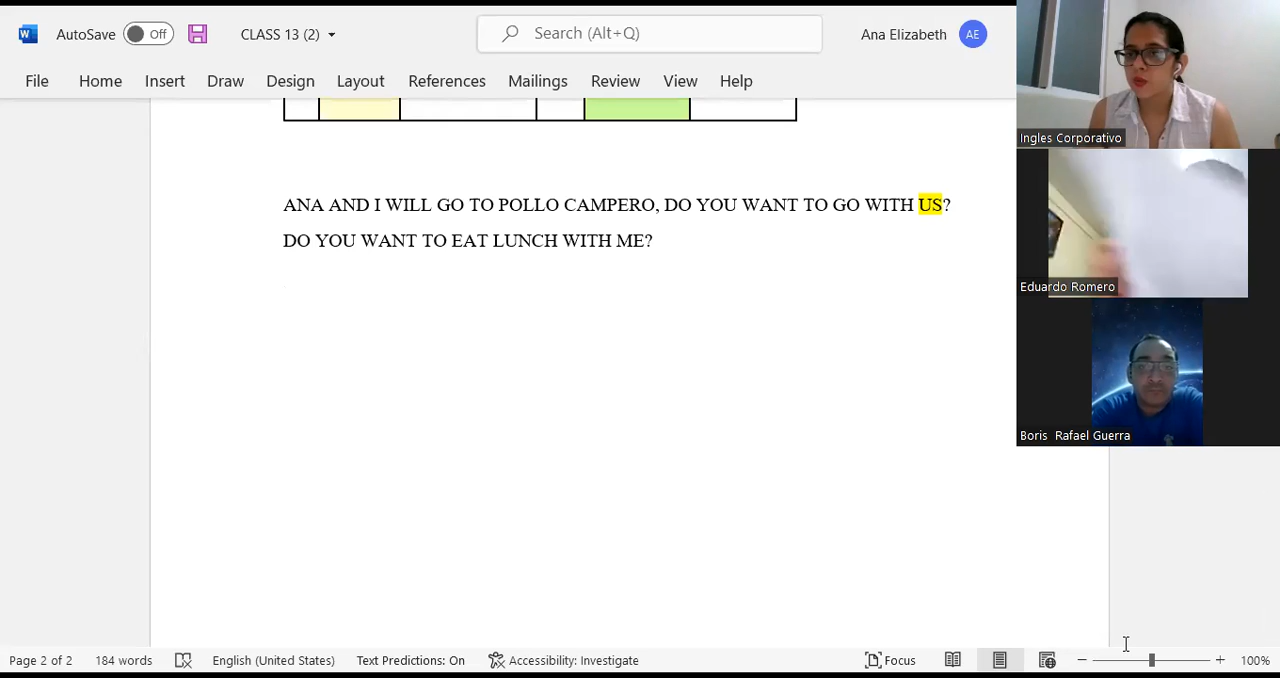 AutoSave Off CLASS 13 (2) Search (Alt+Q) Ana Elizabeth AE
File Home Insert Draw Design Layout References Mailings Review View Help
Ingles Corporativo
ANA AND I WILL GO TO POLLO CAMPERO, DO YOU WANT TO GO WITH US?
DO YOU WANT TO EAT LUNCH WITH ME?
Eduardo Romero
Boris Rafael Guerra
Page 2 of 2 184 words English (United States) Text Predictions: On Accessibility: Investigate Focus 100%